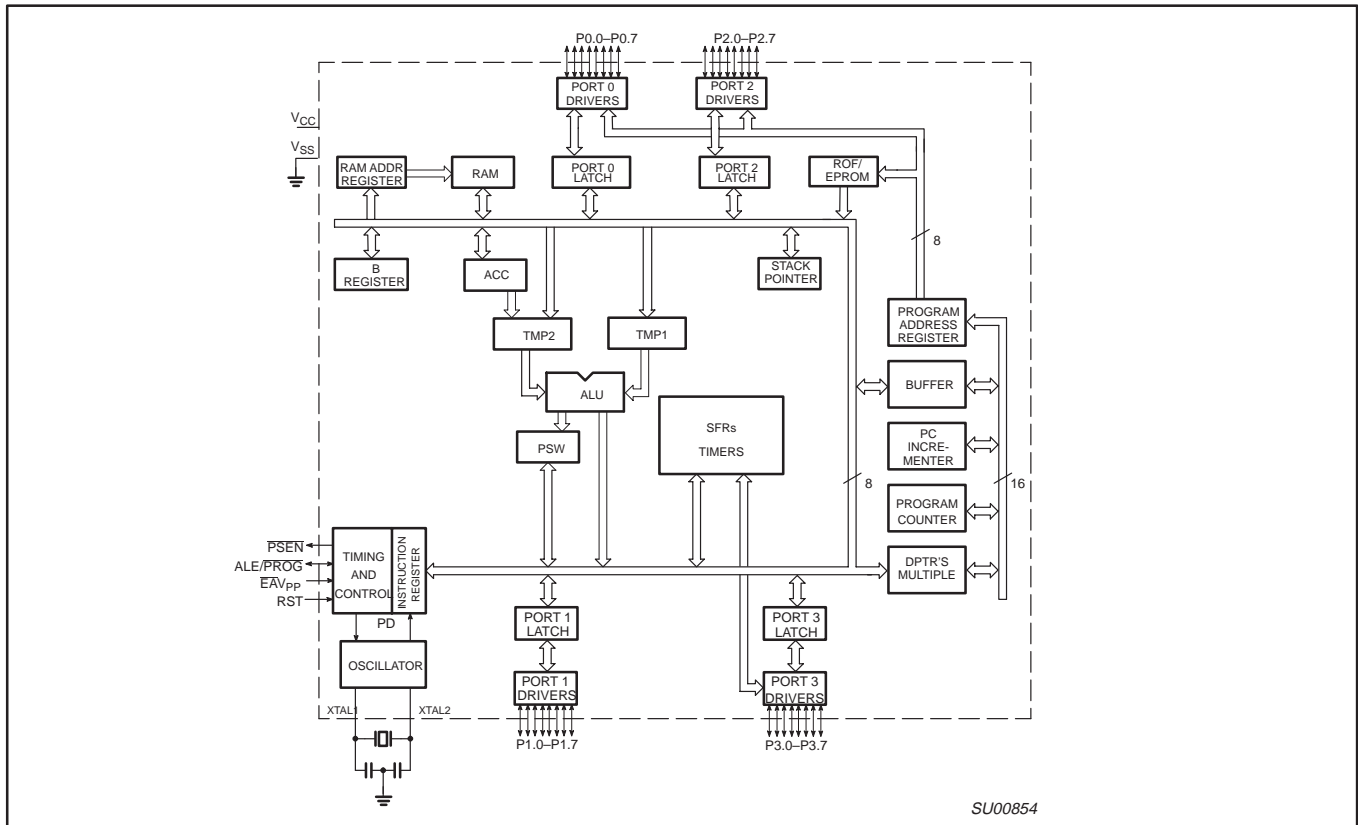 P0.0–P0.7
P2.0–P2.7
PORT 0
DRIVERS
PORT 2
DRIVERS
VCC
VSS
RAM ADDR
REGISTER
RAM
PORT 0
LATCH
PORT 2
LATCH
ROF/
EPROM
8
B
REGISTER
ACC
STACK
POINTER
TMP2
TMP1
PROGRAM
ADDRESS
REGISTER
ALU
BUFFER
SFRs
TIMERS
PSW
PC
INCRE-
MENTER
8
16
PROGRAM
COUNTER
PSEN
ALE/PROG
EAVPP
RST
TIMING
AND
CONTROL
INSTRUCTION
REGISTER
DPTR'S
MULTIPLE
PD
PORT 1
LATCH
PORT 3
LATCH
OSCILLATOR
PORT 1
DRIVERS
PORT 3
DRIVERS
XTAL1
XTAL2
P1.0–P1.7
P3.0–P3.7
SU00854